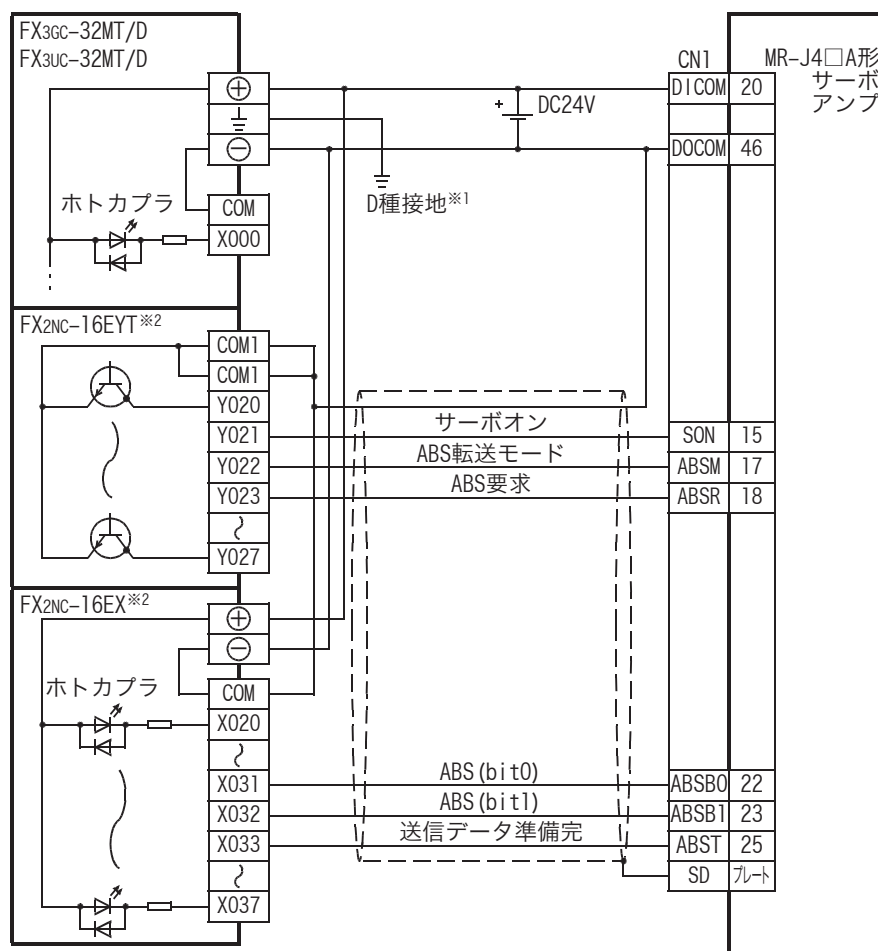 FX3GC-32MT/D
FX3UC-32MT/D
ホトカプラ
COM
X000
D種接地※1
+
DC24V
CN1
MR-J4□A形
サーボ
アンプ
DICOM 20
DOCOM 46
FX2NC-16EYT※2
COM1
COM1
Y020
Y021
サーボオン
SON 15
Y022
ABS転送モード
ABSM 17
Y023
ABS要求
ABSR 18
Y027
FX2NC-16EX※2
ホトカプラ
COM
X020
X031
ABS(bit0)
ABSB0 22
X032
ABS(bit1)
ABSB1 23
X033
送信データ準備完
ABST 25
SD プレート
X037